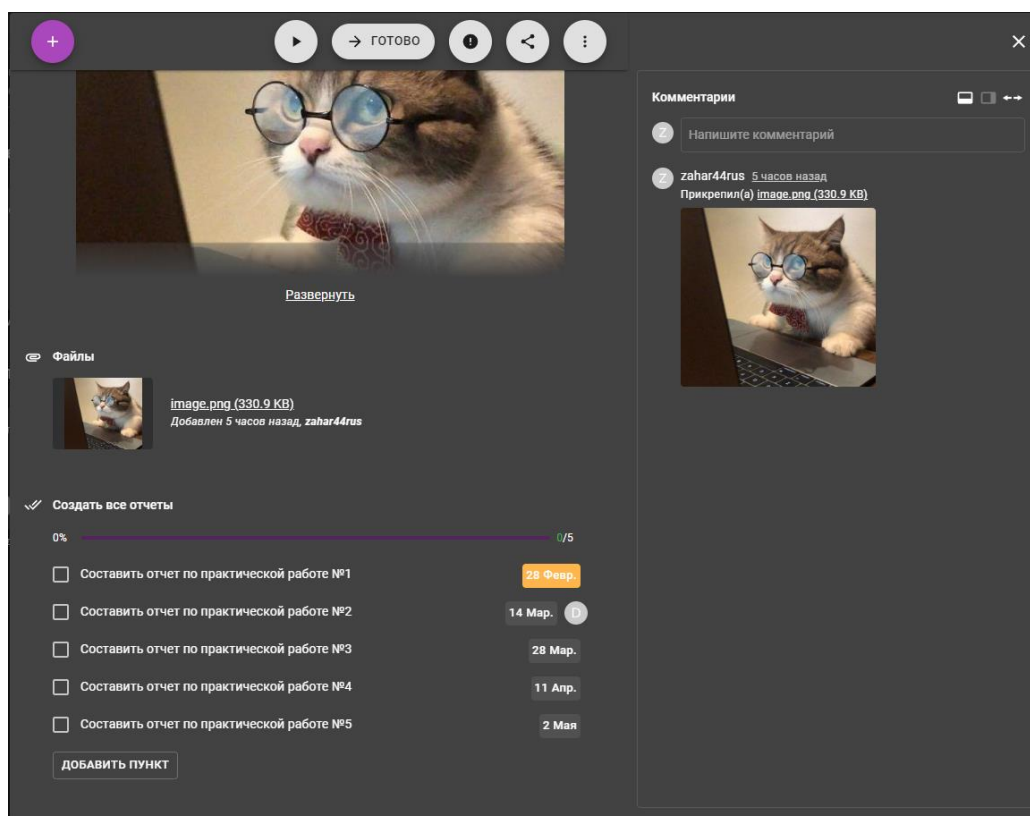 ГОТОВО
Развернуть
Файлы
image.png (330.9 KB)
Добавлен 5 часов назад, zahar44rus
Создать все отчеты
0% 0/5
Составить отчет по практической работе №1 28 Февр.
Составить отчет по практической работе №2 14 Мар. D
Составить отчет по практической работе №3 28 Мар.
Составить отчет по практической работе №4 11 Апр.
Составить отчет по практической работе №5 2 Мая
ДОБАВИТЬ ПУНКТ
Комментарии
Z Напишите комментарий
Z zahar44rus 5 часов назад
Прикрепил(а) image.png (330.9 KB)